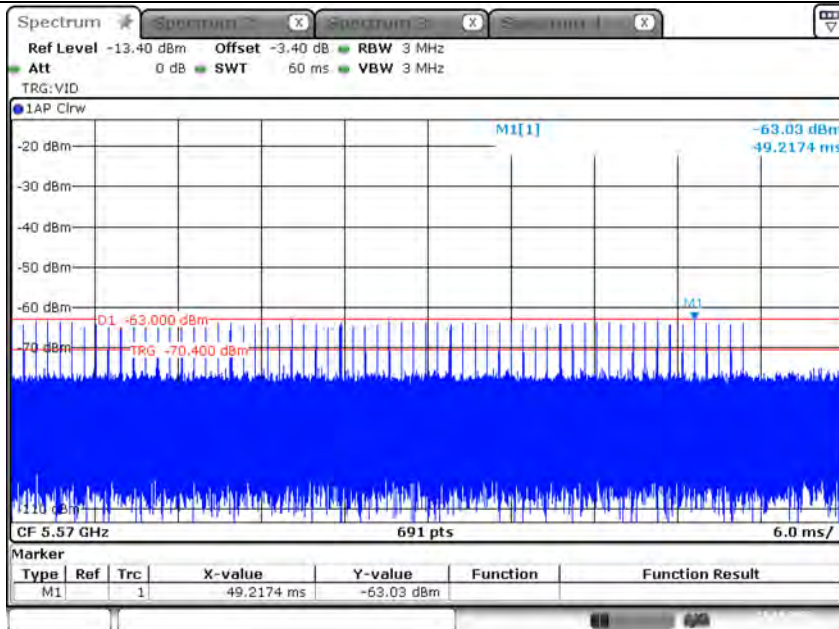 Spectrum
Ref Level -13.40 dBm Offset -3.40 dB RBW 3 MHz
Att 0 dB SWT 60 ms VBW 3 MHz
TRG:VID
1AP Clrw
M1[1] -63.03 dBm
49.2174 ms
-20 dBm
-30 dBm
-40 dBm
-50 dBm
-60 dBm
M1
D1 -63.000 dBm
-70 dBm
TRG -70.400 dBm
-110 dBm
CF 5.57 GHz 691 pts 6.0 ms/
Marker
Type Ref Trc X-value Y-value Function Function Result
M1 1 49.2174 ms -63.03 dBm